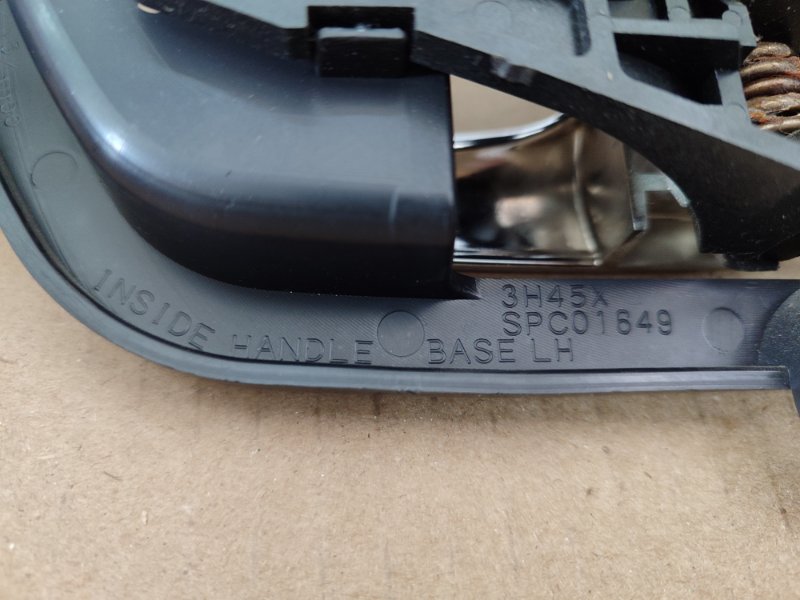 INSIDE HANDLE BASE LH
3H45X
SPC01649